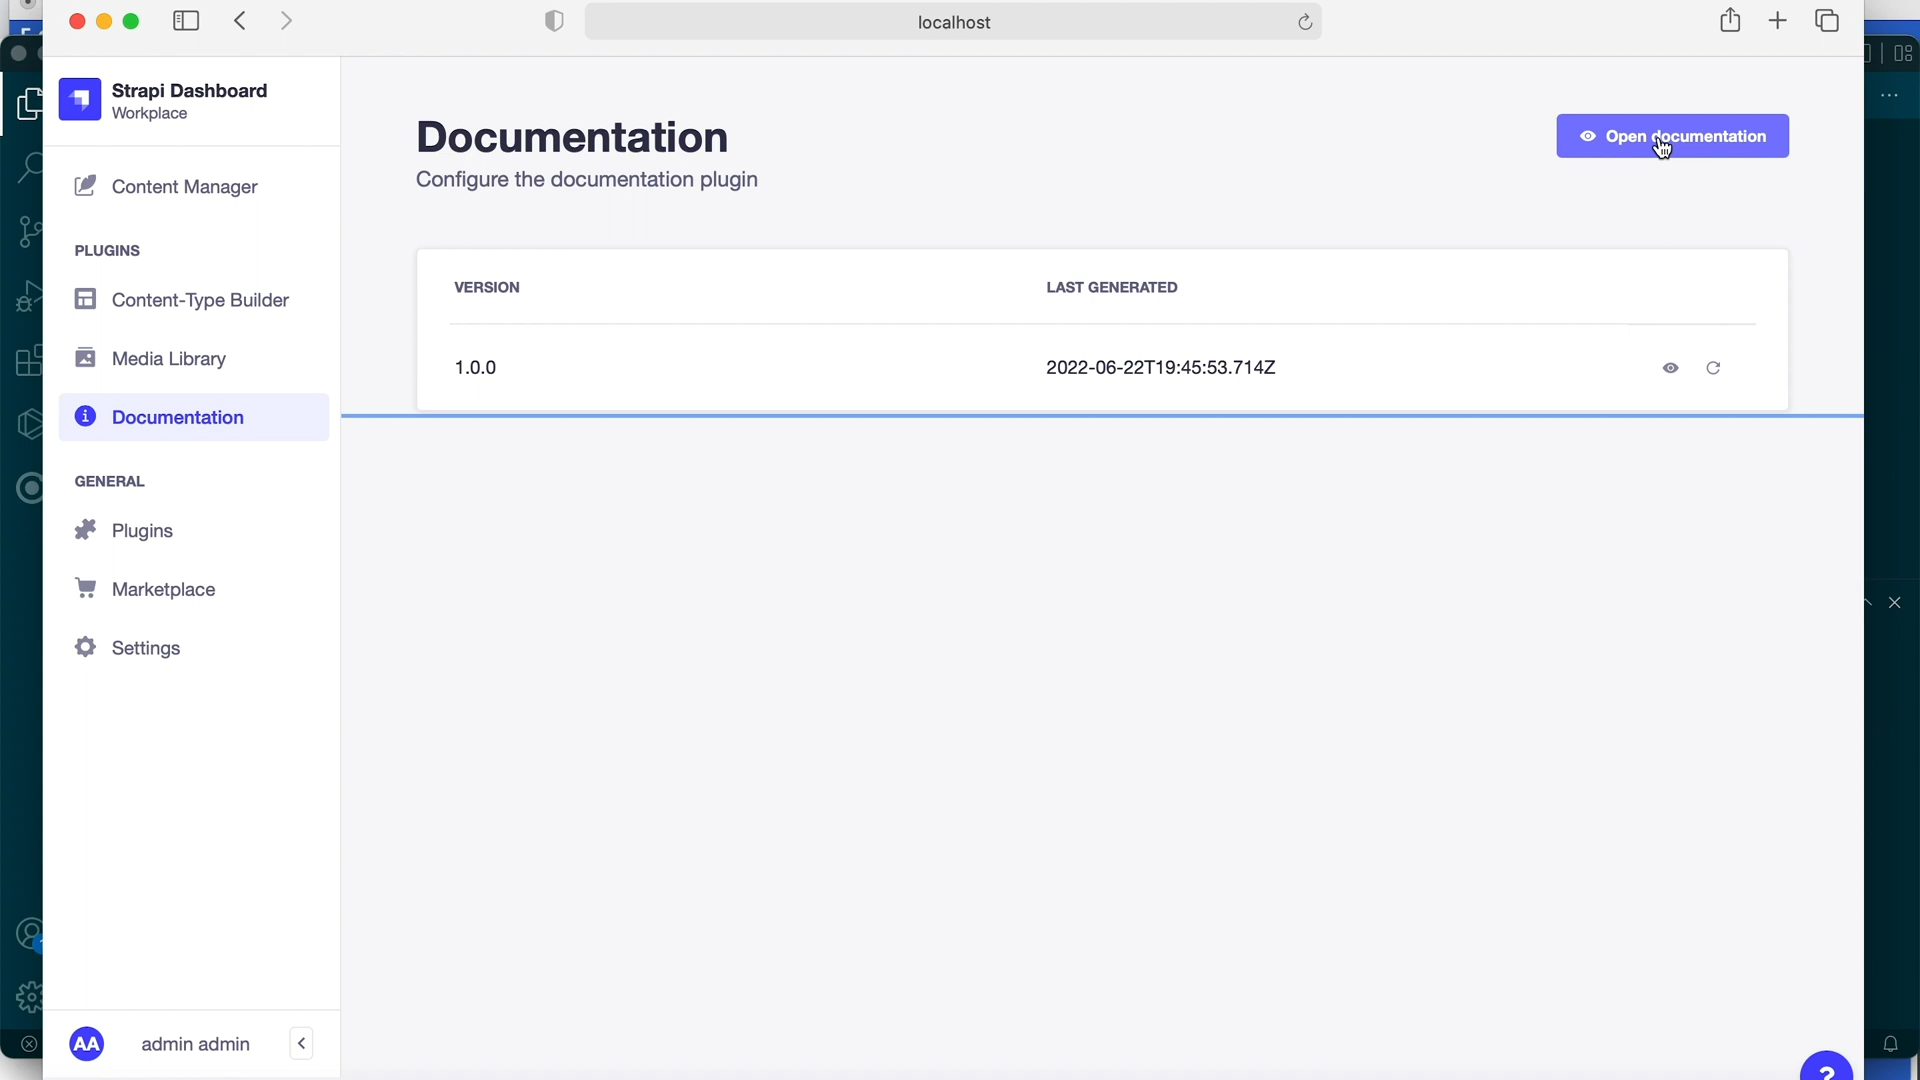 localhost
Strapi Dashboard
Workplace
Content Manager
PLUGINS
Content-Type Builder
Media Library
Documentation
GENERAL
Plugins
Marketplace
Settings
AA
admin admin
Documentation
Configure the documentation plugin
Open documentation
VERSION
LAST GENERATED
1.0.0
2022-06-22T19:45:53.714Z
?